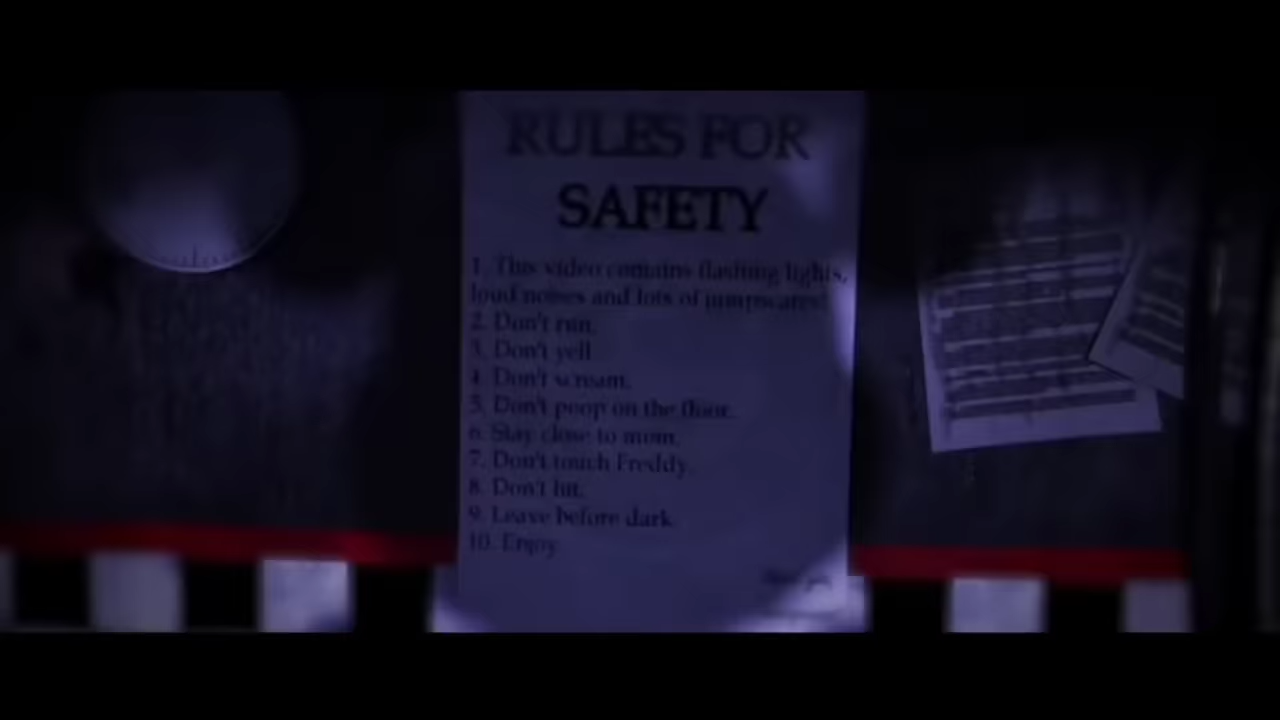 RULES FOR
SAFETY
1. This video contains flashing lights,
loud noises and lots of jumpscares!
2. Don't run.
3. Don't yell
4. Don't scream.
5. Don't poop on the floor.
6. Stay close to mom.
7. Don't touch Freddy.
8. Don't hit.
9. Leave before dark.
10. Enjoy